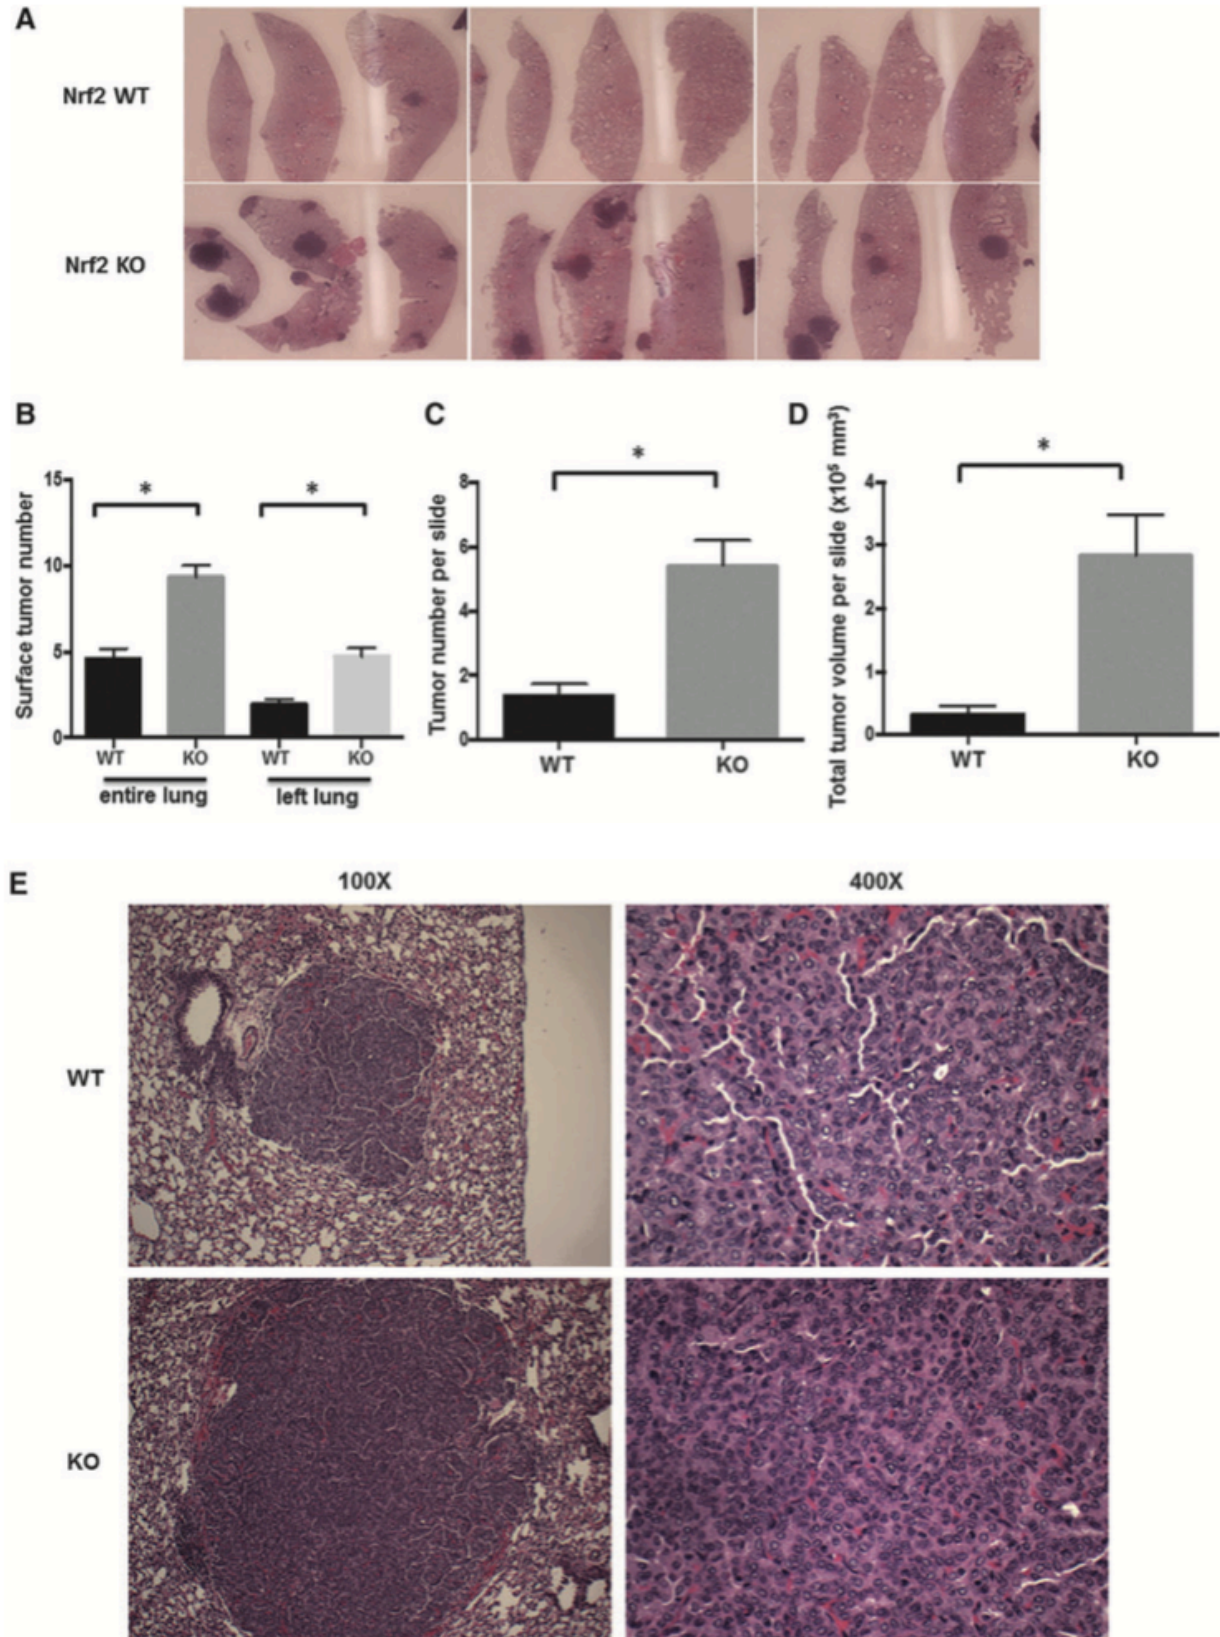 A
Nrf2 WT
Nrf2 KO
B
Surface tumor number
15
10
5
0
*
*
WT
KO
WT
KO
entire lung
left lung
C
Tumor number per slide
8
6
4
2
0
*
WT
KO
D
Total tumor volume per slide (x10⁵ mm³)
4
3
2
1
0
*
WT
KO
E
100X
400X
WT
KO